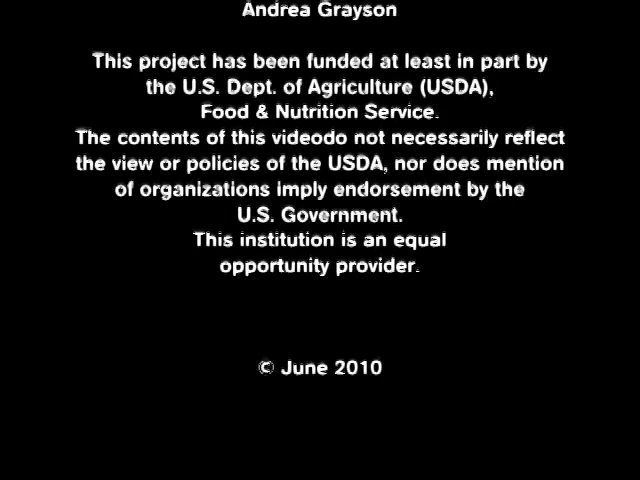 Andrea Grayson
This project has been funded at least in part by
the U.S. Dept. of Agriculture (USDA),
Food & Nutrition Service.
The contents of this videodo not necessarily reflect
the view or policies of the USDA, nor does mention
of organizations imply endorsement by the
U.S. Government.
This institution is an equal
opportunity provider.
© June 2010